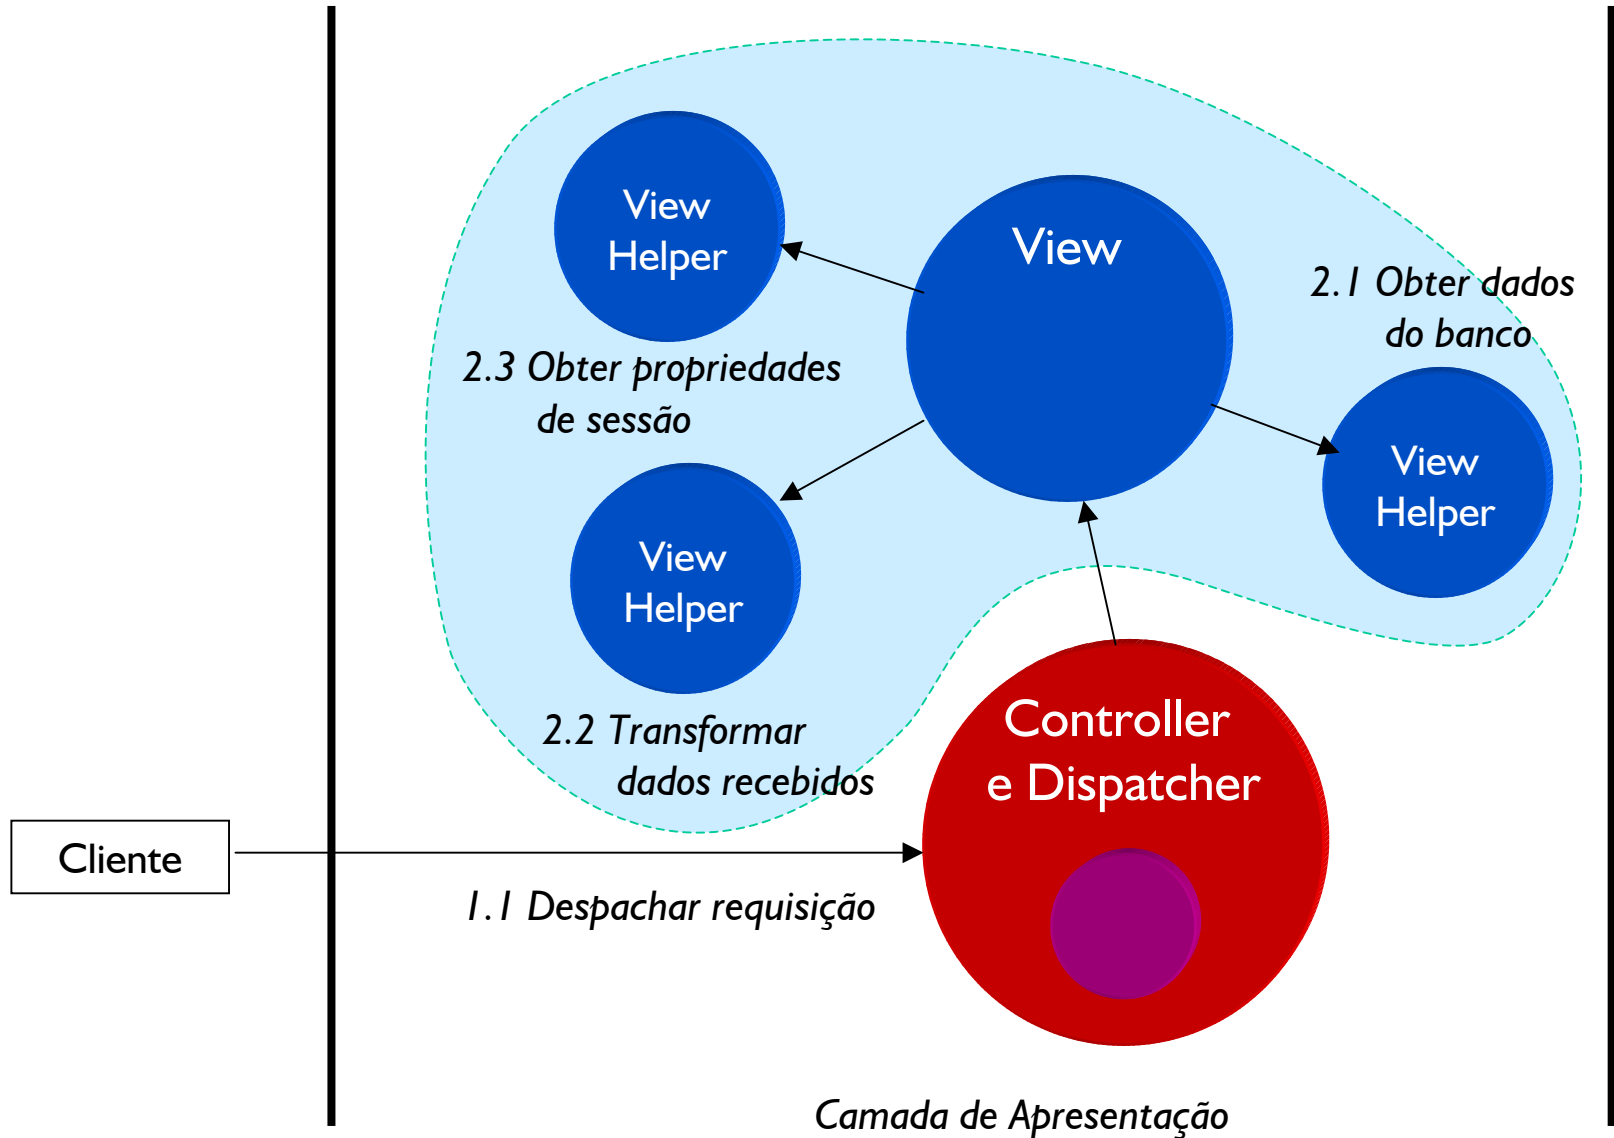 View
Helper
View
2.1 Obter dados
do banco
2.3 Obter propriedades
de sessão
View
Helper
View
Helper
2.2 Transformar
dados recebidos
Controller
e Dispatcher
Cliente
1.1 Despachar requisição
Camada de Apresentação